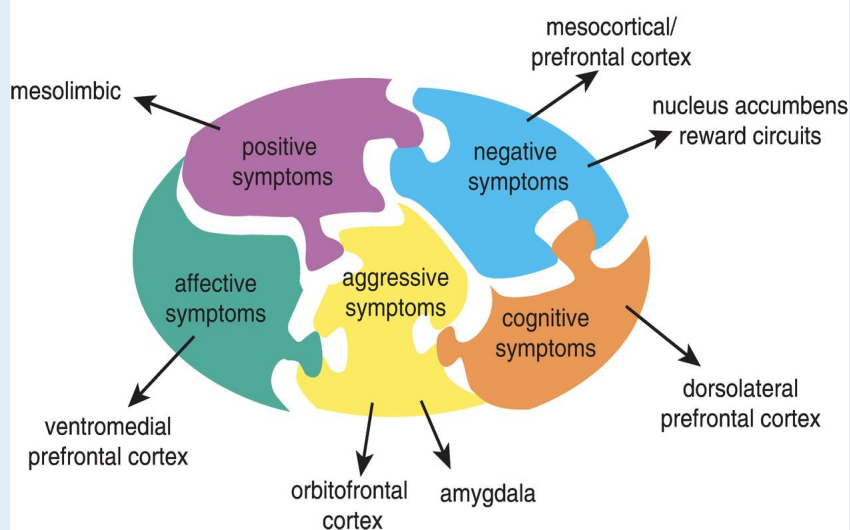 mesocortical/
prefrontal cortex
mesolimbic
nucleus accumbens
reward circuits
positive
symptoms
negative
symptoms
affective
symptoms
aggressive
symptoms
cognitive
symptoms
dorsolateral
prefrontal cortex
ventromedial
prefrontal cortex
orbitofrontal
cortex
amygdala